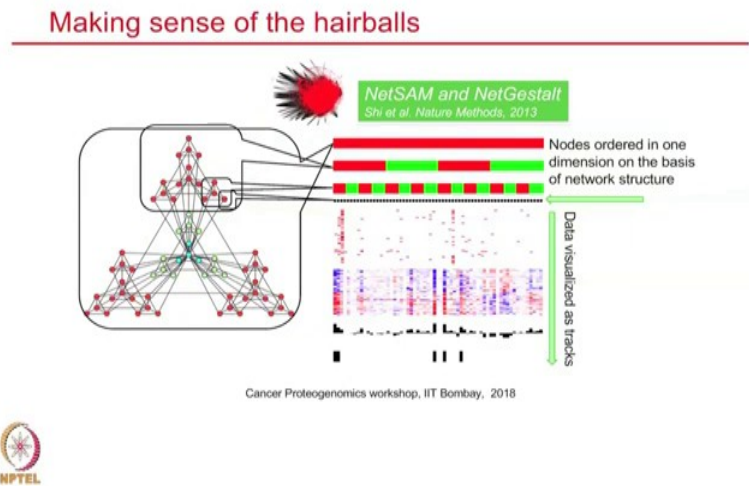 Making sense of the hairballs
NetSAM and NetGestalt
Shi et al. Nature Methods, 2013
Nodes ordered in one
dimension on the basis
of network structure
Data visualized as tracks
Cancer Proteogenomics workshop, IIT Bombay, 2018
NPTEL